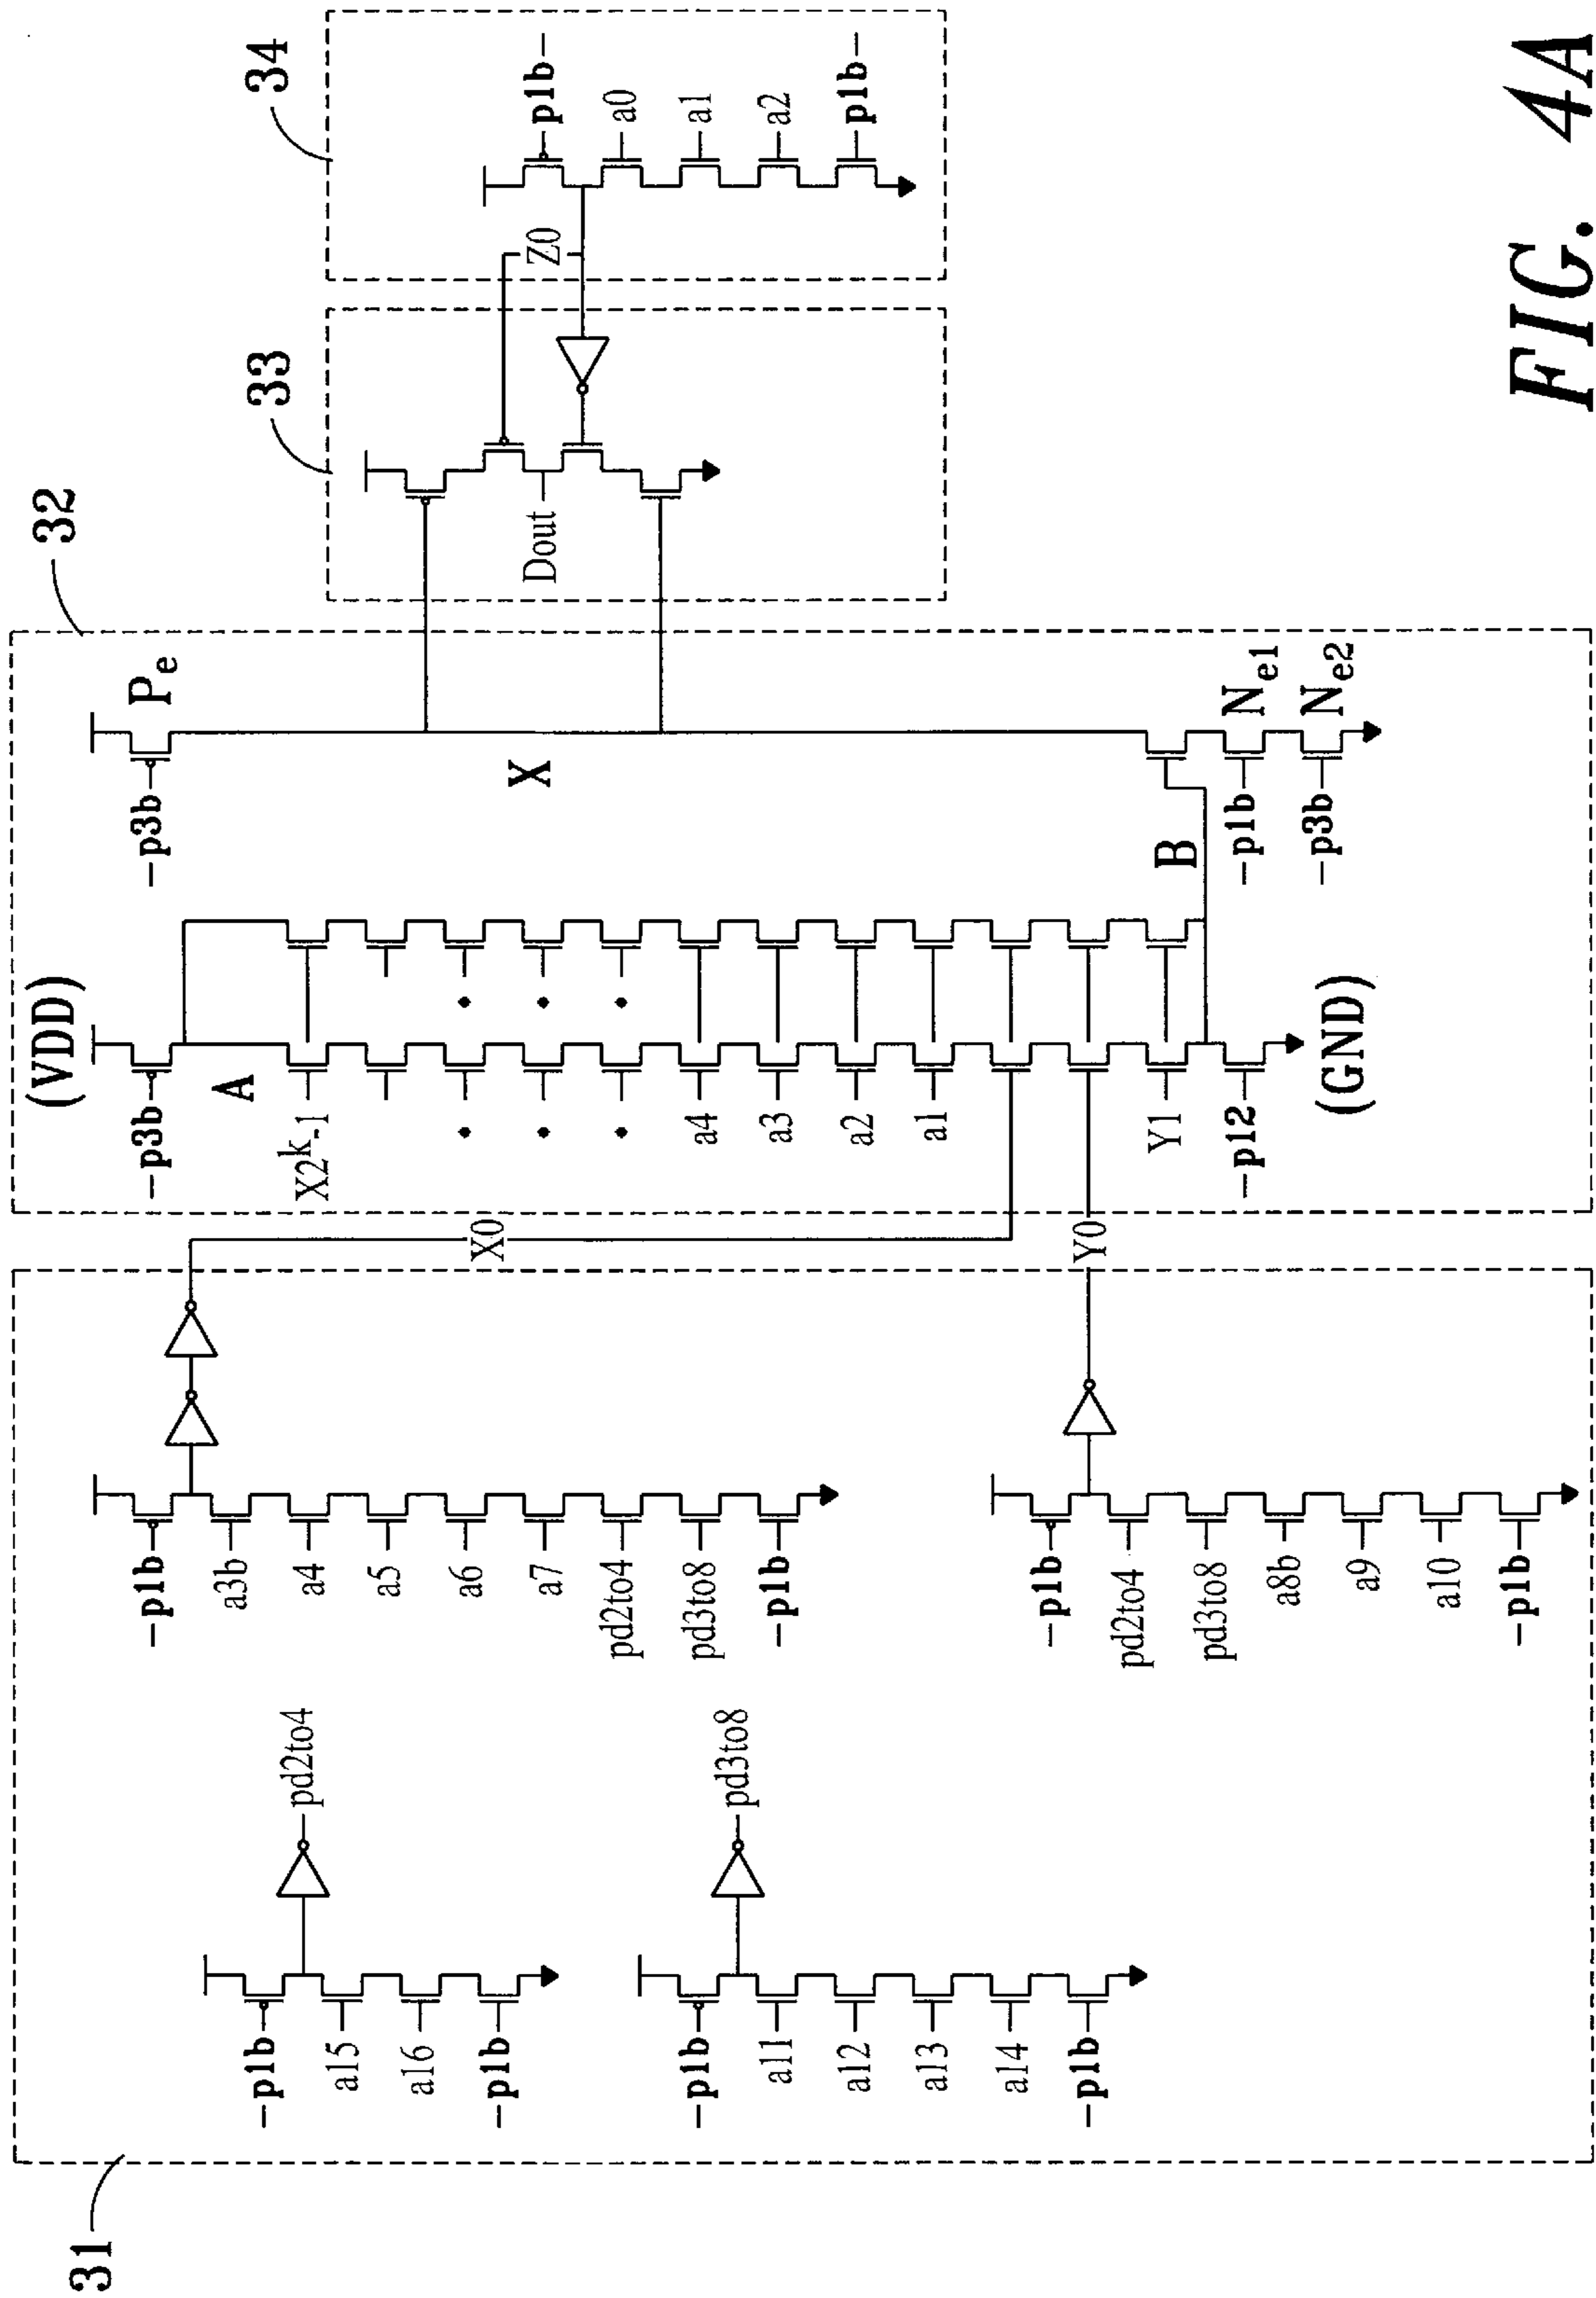 31
-p1b-
a15
a16
-p1b-
pd2to4
-p1b-
a11
a12
a13
a14
-p1b-
pd3to8
-p1b-
a3b
a4
a5
a6
a7
pd2to4
pd3to8
-p1b-
-p1b-
pd2to4
pd3to8
a8b
a9
a10
-p1b-
X0
Y0
32
(VDD)
-p3b-
A
X2k-1
a4
a3
a2
a1
Y1
-p12-
(GND)
B
-p3b-
Pe
X
-p1b-
Ne1
-p3b-
Ne2
33
Dout
34
Z0
p1b-
a0
a1
a2
p1b-
FIG. 4A